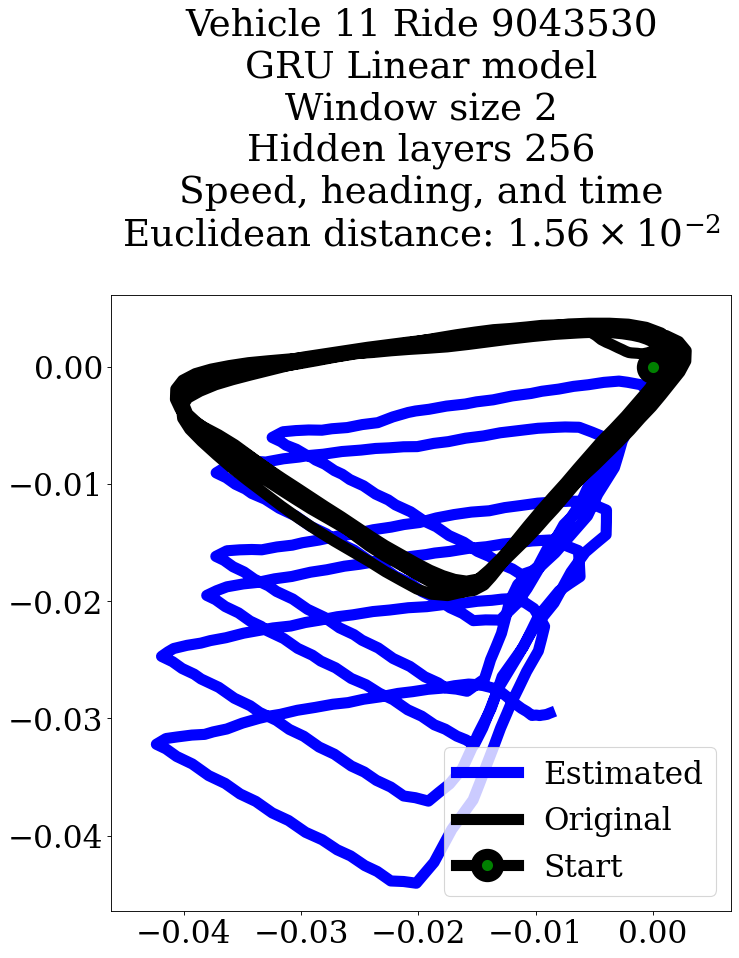 Vehicle 11 Ride 9043530
GRU Linear model
Window size 2
Hidden layers 256
Speed, heading, and time
Euclidean distance: 1.56 × 10⁻²
0.00
−0.01
−0.02
−0.03
−0.04
Estimated
Original
Start
−0.04 −0.03 −0.02 −0.01 0.00